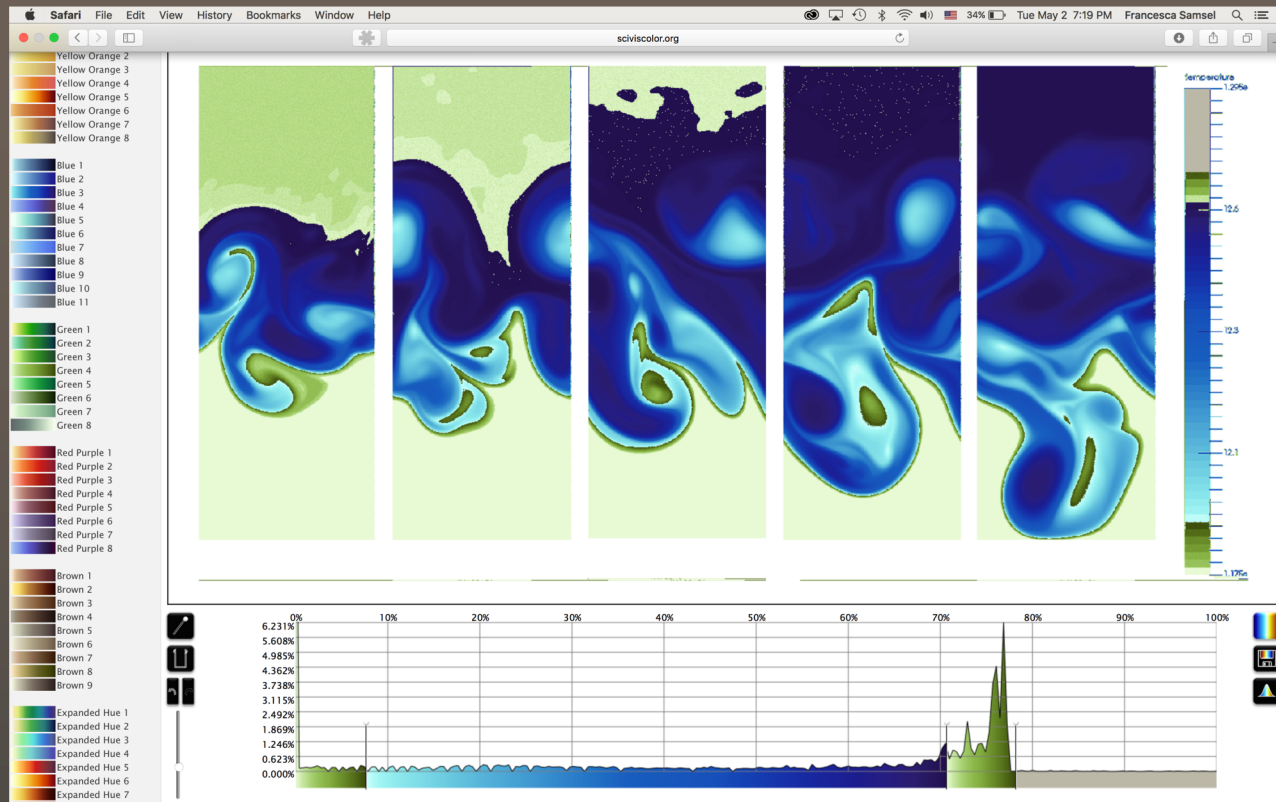 Safari File Edit View History Bookmarks Window Help 34% Tue May 2 7:19 PM Francesca Samsel
sciviscolor.org
Yellow Orange 2
Yellow Orange 3
Yellow Orange 4
Yellow Orange 5
Yellow Orange 6
Yellow Orange 7
Yellow Orange 8
Blue 1
Blue 2
Blue 3
Blue 4
Blue 5
Blue 6
Blue 7
Blue 8
Blue 9
Blue 10
Blue 11
Green 1
Green 2
Green 3
Green 4
Green 5
Green 6
Green 7
Green 8
Red Purple 1
Red Purple 2
Red Purple 3
Red Purple 4
Red Purple 5
Red Purple 6
Red Purple 7
Red Purple 8
Brown 1
Brown 2
Brown 3
Brown 4
Brown 5
Brown 6
Brown 7
Brown 8
Brown 9
Expanded Hue 1
Expanded Hue 2
Expanded Hue 3
Expanded Hue 4
Expanded Hue 5
Expanded Hue 6
Expanded Hue 7
temperature
12.5
12.3
12.1
0% 10% 20% 30% 40% 50% 60% 70% 80% 90% 100%
6.231%
5.608%
4.985%
4.362%
3.738%
3.115%
2.492%
1.869%
1.246%
0.623%
0.000%